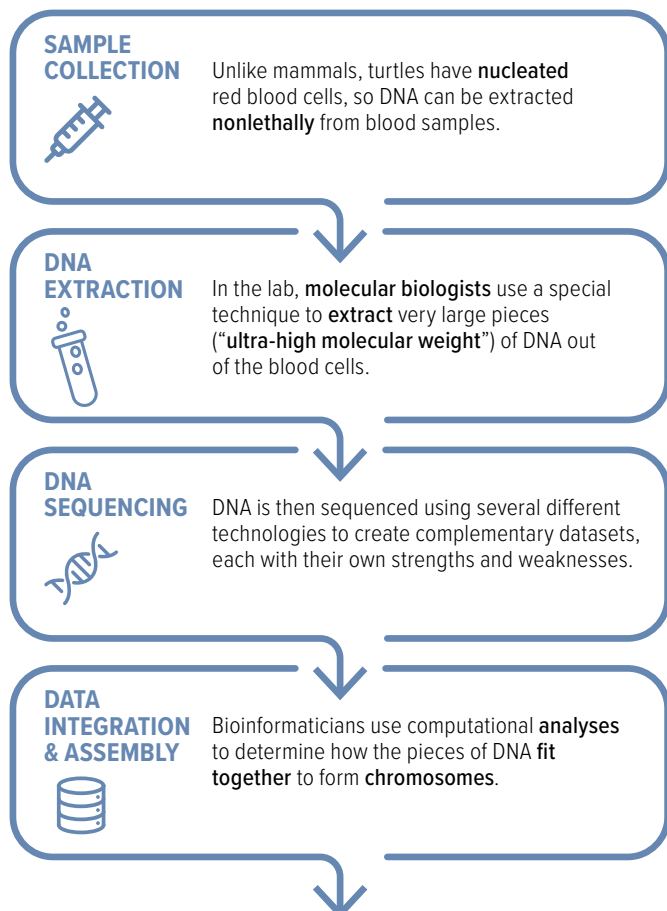 SAMPLE
COLLECTION
Unlike mammals, turtles have nucleated
red blood cells, so DNA can be extracted
nonlethally from blood samples.
DNA
EXTRACTION
In the lab, molecular biologists use a special
technique to extract very large pieces
(“ultra-high molecular weight”) of DNA out
of the blood cells.
DNA
SEQUENCING
DNA is then sequenced using several different
technologies to create complementary datasets,
each with their own strengths and weaknesses.
DATA
INTEGRATION
& ASSEMBLY
Bioinformaticians use computational analyses
to determine how the pieces of DNA fit
together to form chromosomes.